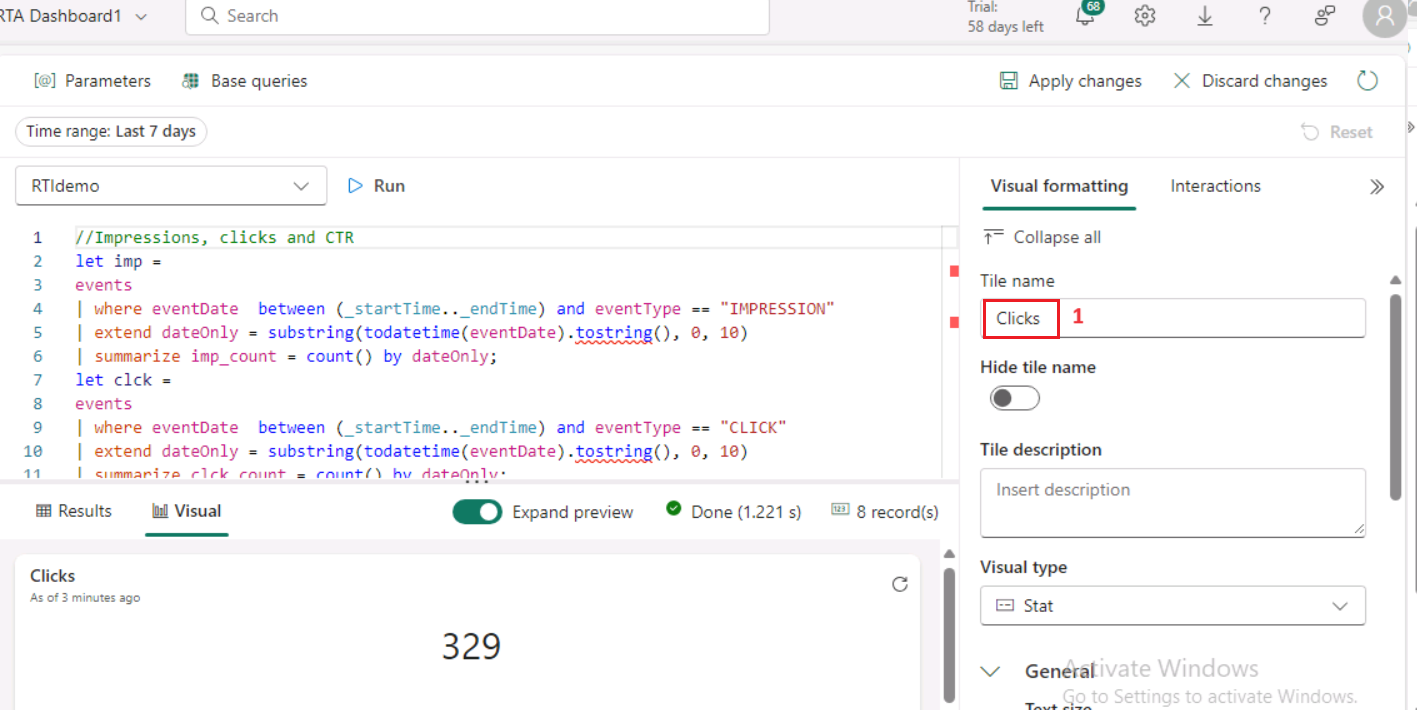 RTA Dashboard1
Search
Trial:
58 days left
68
?
[@] Parameters
Base queries
Apply changes
Discard changes
Time range: Last 7 days
Reset
RTIdemo
Run
Visual formatting
Interactions
1 //Impressions, clicks and CTR
2 let imp =
3 events
4 | where eventDate  between (_startTime.._endTime) and eventType == "IMPRESSION"
5 | extend dateOnly = substring(todatetime(eventDate).tostring(), 0, 10)
6 | summarize imp_count = count() by dateOnly;
7 let clck =
8 events
9 | where eventDate  between (_startTime.._endTime) and eventType == "CLICK"
10 | extend dateOnly = substring(todatetime(eventDate).tostring(), 0, 10)
11 | summarize clck_count = count() by dateOnly;
Collapse all
Tile name
Clicks
1
Hide tile name
Tile description
Insert description
Visual type
Stat
General
Text size
Results
Visual
Expand preview
Done (1.221 s)
123
8 record(s)
Clicks
As of 3 minutes ago
329
Activate Windows
Go to Settings to activate Windows.